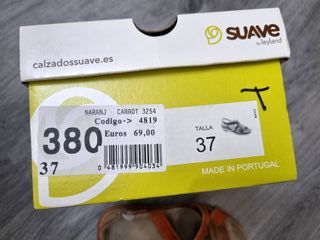 SUAVE
by leyland
calzadossuave.es
NARANJ CARROT 3254
Codigo-> 4819
380
Euros 69,00
37
0481999904034
TALLA
37
MADE IN PORTUGAL